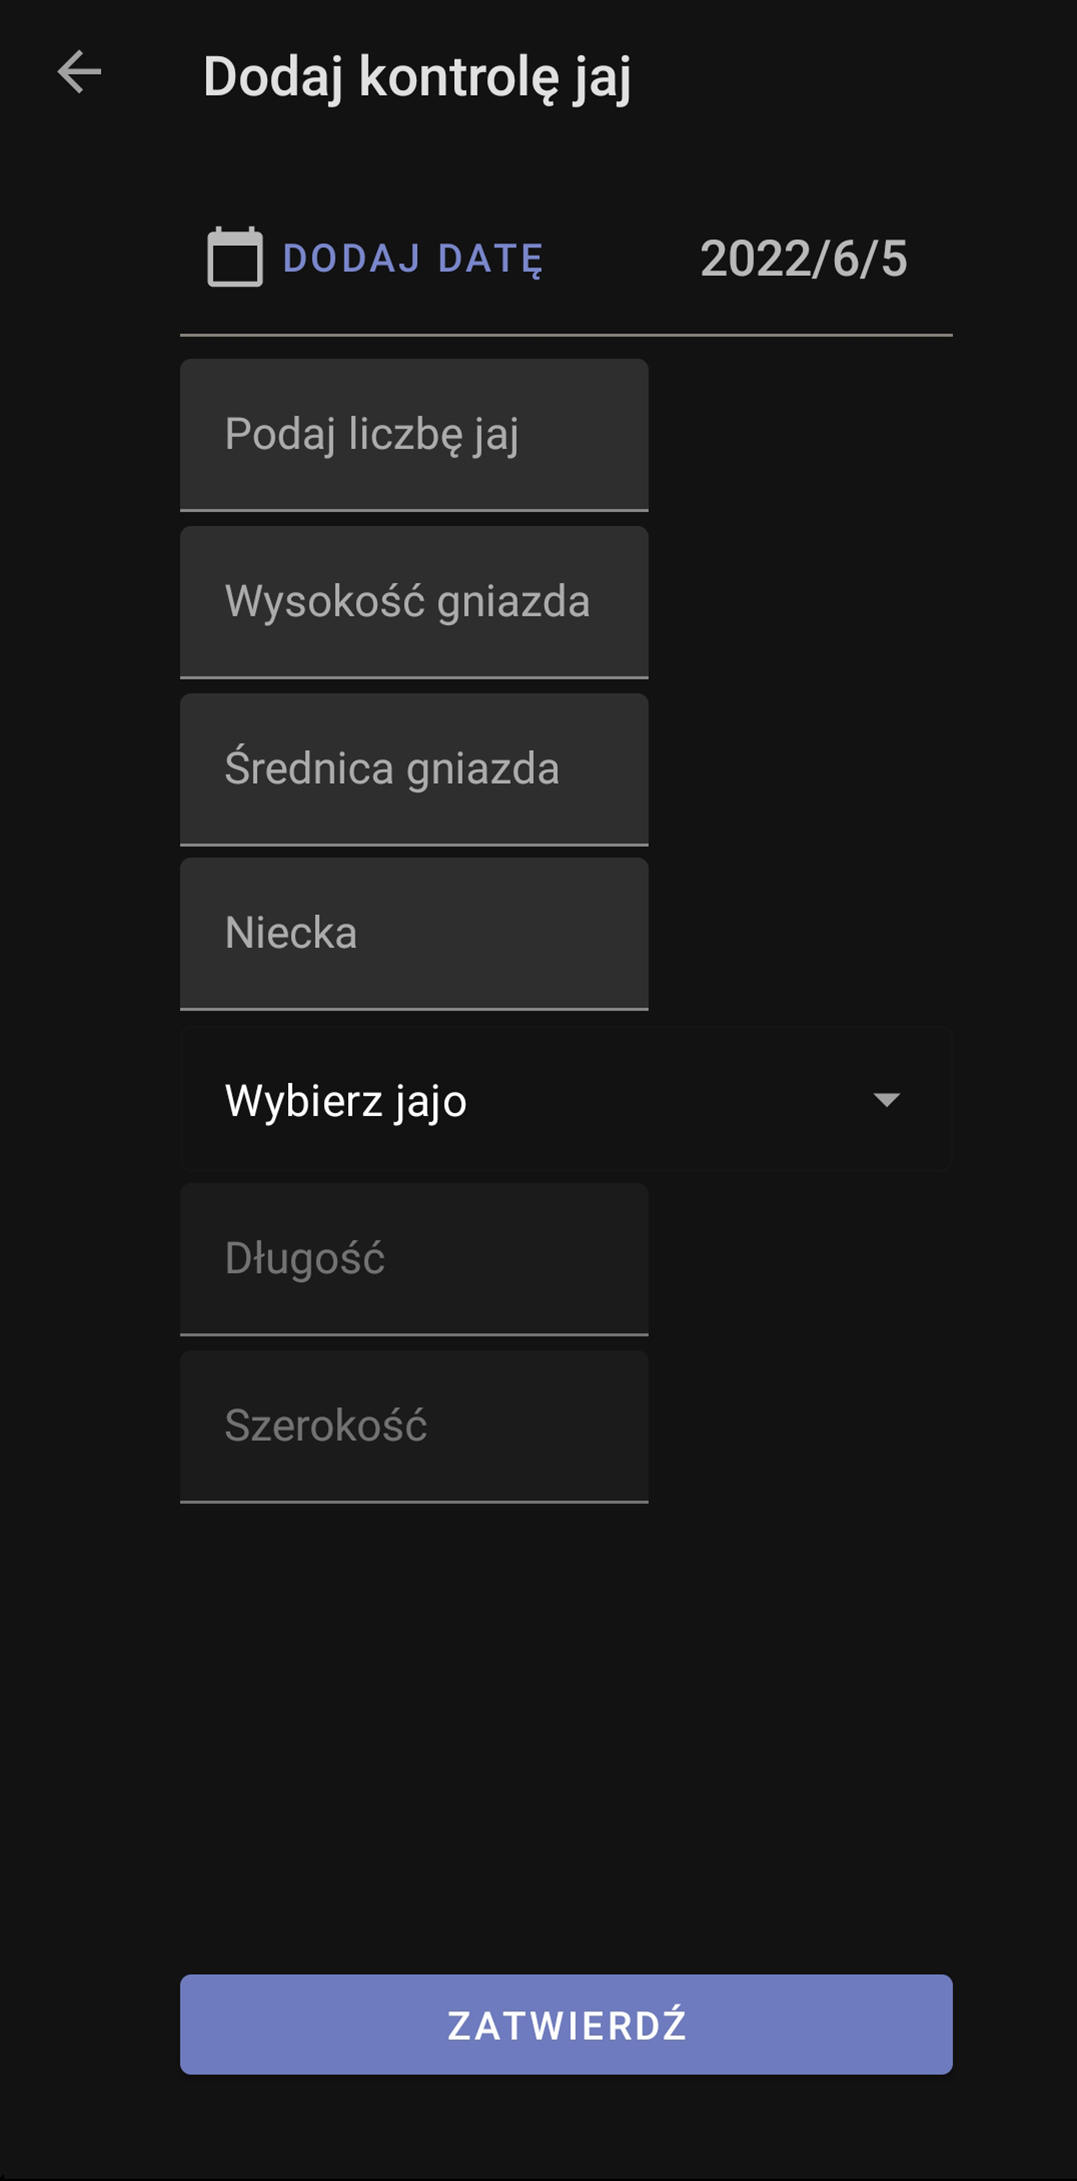 Dodaj kontrolę jaj
DODAJ DATĘ 2022/6/5
Podaj liczbę jaj
Wysokość gniazda
Średnica gniazda
Niecka
Wybierz jajo
Długość
Szerokość
ZATWIERDŹ